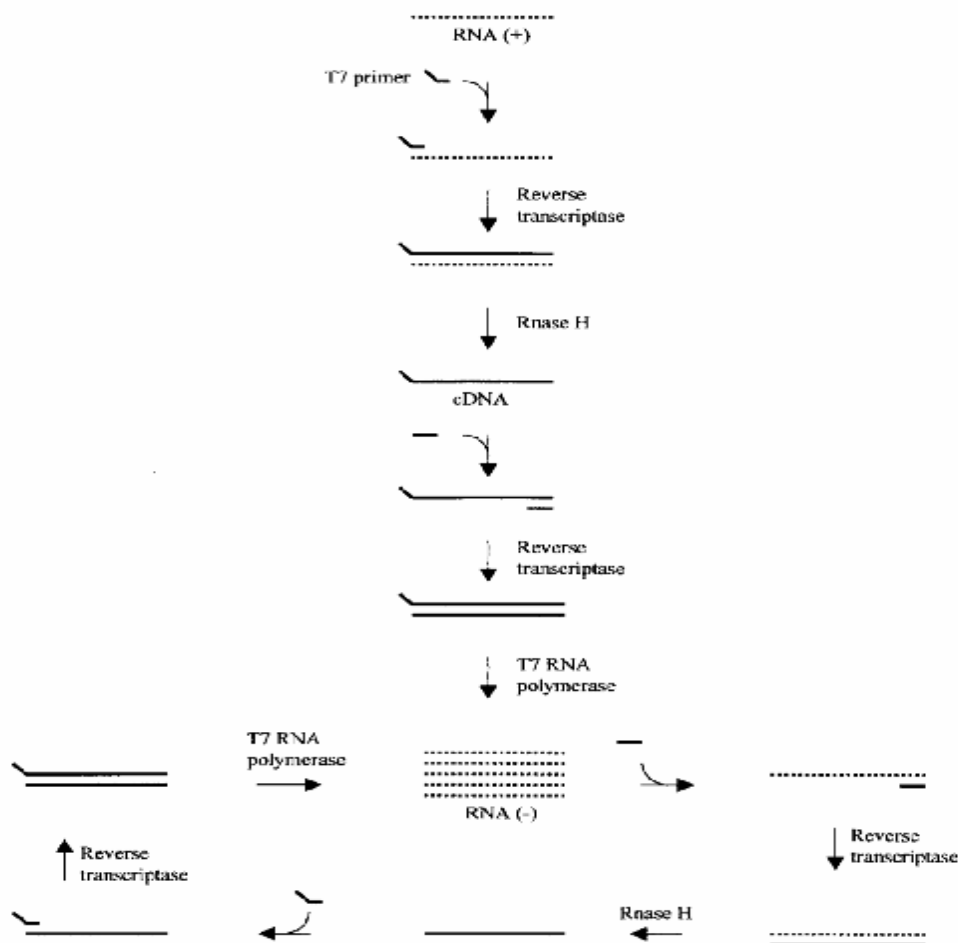 RNA (+)
T7 primer
Reverse
transcriptase
Rnase H
cDNA
Reverse
transcriptase
T7 RNA
polymerase
T7 RNA
polymerase
RNA (-)
Reverse
transcriptase
Reverse
transcriptase
Rnase H